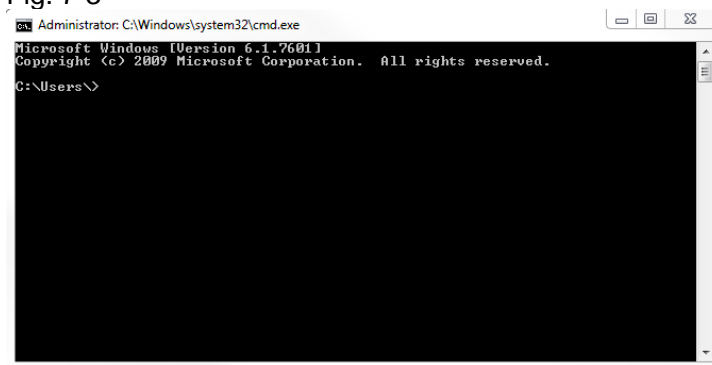 Administrator: C:\Windows\system32\cmd.exe
Microsoft Windows [Version 6.1.7601]
Copyright (c) 2009 Microsoft Corporation.  All rights reserved.
C:\Users\>